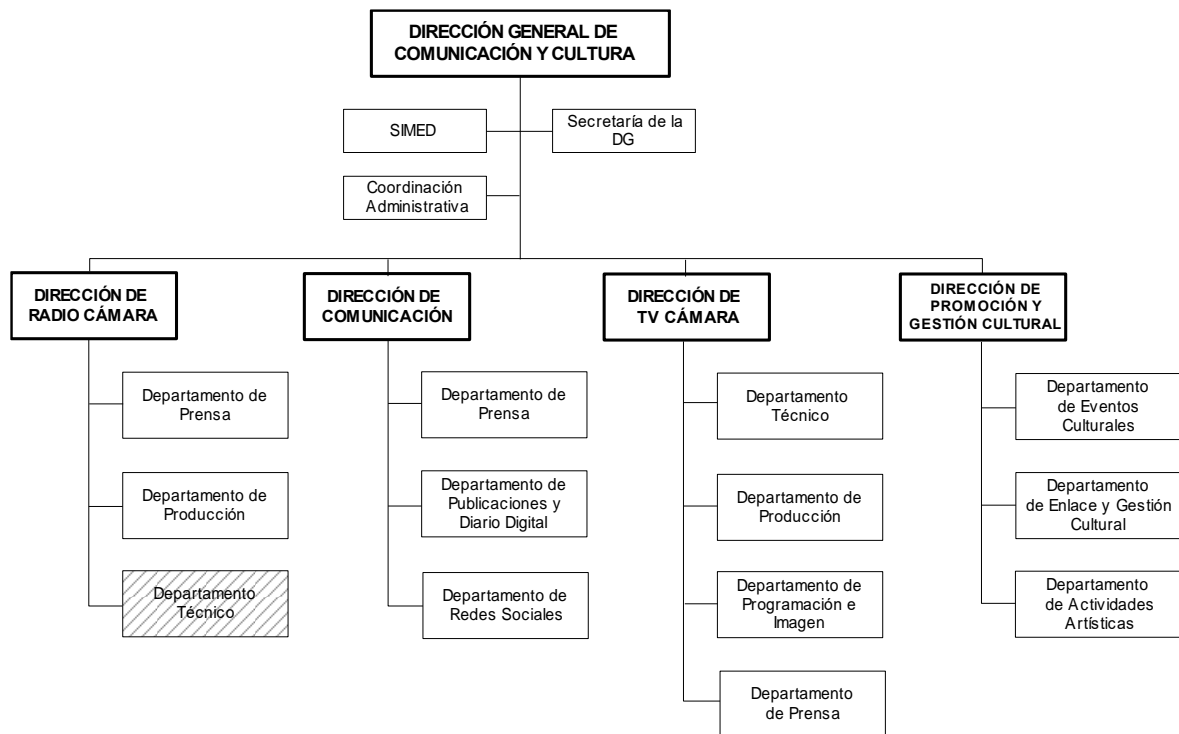 DIRECCIÓN GENERAL DE
COMUNICACIÓN Y CULTURA
SIMED
Secretaría de la
DG
Coordinación
Administrativa
DIRECCIÓN DE
RADIO CÁMARA
DIRECCIÓN DE
COMUNICACIÓN
DIRECCIÓN DE
TV CÁMARA
DIRECCIÓN DE
PROMOCIÓN Y
GESTIÓN CULTURAL
Departamento de
Prensa
Departamento de
Producción
Departamento
Técnico
Departamento de
Prensa
Departamento de
Publicaciones y
Diario Digital
Departamento de
Redes Sociales
Departamento
Técnico
Departamento de
Producción
Departamento de
Programación e
Imagen
Departamento
de Prensa
Departamento
de Eventos
Culturales
Departamento
de Enlace y Gestión
Cultural
Departamento
de Actividades
Artísticas